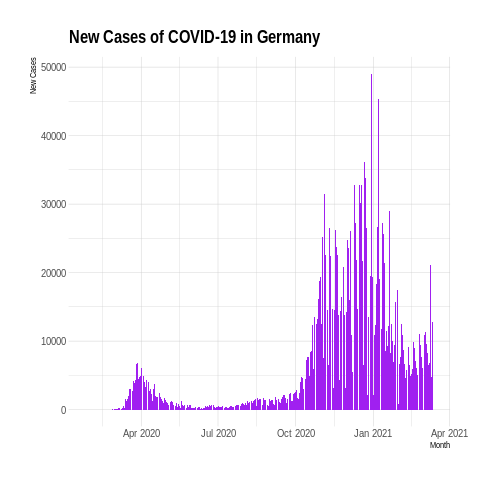 New Cases of COVID-19 in Germany
New Cases
50000
40000
30000
20000
10000
0
Apr 2020 Jul 2020 Oct 2020 Jan 2021 Apr 2021
Month